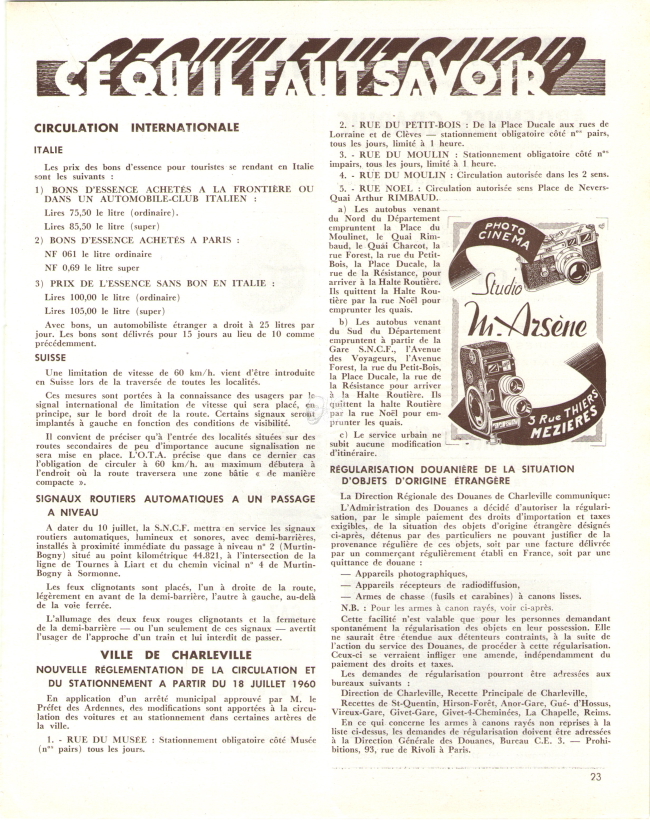 CE QU'IL FAUT SAVOIR
CIRCULATION INTERNATIONALE
ITALIE
Les prix des bons d'essence pour touristes se rendant en Italie
sont les suivants :
1) BONS D'ESSENCE ACHETÉS A LA FRONTIÈRE OU
DANS UN AUTOMOBILE-CLUB ITALIEN :
Lires 75,50 le litre (ordinaire).
Lires 85,50 le litre (super)
2) BONS D'ESSENCE ACHETÉS A PARIS :
NF 061 le litre ordinaire
NF 0,69 le litre super
3) PRIX DE L'ESSENCE SANS BON EN ITALIE :
Lires 100,00 le litre (ordinaire)
Lires 105,00 le litre (super)
Avec bons, un automobiliste étranger a droit à 25 litres par
jour. Les bons sont délivrés pour 15 jours au lieu de 10 comme
précédemment.
SUISSE
Une limitation de vitesse de 60 km/h. vient d'être introduite
en Suisse lors de la traversée de toutes les localités.
Ces mesures sont portées à la connaissance des usagers par le
signal international de limitation de vitesse qui sera placé, en
principe, sur le bord droit de la route. Certains signaux seront
implantés à gauche en fonction des conditions de visibilité.
Il convient de préciser qu'à l'entrée des localités situées sur des
routes secondaires de peu d'importance aucune signalisation ne
sera mise en place. L'O.T.A. précise que dans ce dernier cas
l'obligation de circuler à 60 km/h. au maximum débutera à
l'endroit où la route traversera une zone bâtie « de manière
compacte ».
SIGNAUX ROUTIERS AUTOMATIQUES A UN PASSAGE
A NIVEAU
A dater du 10 juillet, la S.N.C.F. mettra en service les signaux
routiers automatiques, lumineux et sonores, avec demi-barrières,
installés à proximité immédiate du passage à niveau n° 2 (Murtin-
Bogny) situé au point kilométrique 44.821, à l'intersection de la
ligne de Tournes à Liart et du chemin vicinal n° 4 de Murtin-
Bogny à Sormonne.
Les feux clignotants sont placés, l'un à droite de la route,
légèrement en avant de la demi-barrière, l'autre à gauche, au-delà
de la voie ferrée.
L'allumage des deux feux rouges clignotants et la fermeture
de la demi-barrière — ou l'un seulement de ces signaux — avertit
l'usager de l'approche d'un train et lui interdit de passer.
VILLE DE CHARLEVILLE
NOUVELLE RÉGLEMENTATION DE LA CIRCULATION ET
DU STATIONNEMENT A PARTIR DU 18 JUILLET 1960
En application d'un arrêté municipal approuvé par M. le
Préfet des Ardennes, des modifications sont apportées à la circu-
lation des voitures et au stationnement dans certaines artères de
la ville.
1. - RUE DU MUSÉE : Stationnement obligatoire côté Musée
(nos pairs) tous les jours.
2. - RUE DU PETIT-BOIS : De la Place Ducale aux rues de
Lorraine et de Clèves — stationnement obligatoire côté nos pairs,
tous les jours, limité à 1 heure.
3. - RUE DU MOULIN : Stationnement obligatoire côté nos
impairs, tous les jours, limité à 1 heure.
4. - RUE DU MOULIN : Circulation autorisée dans les 2 sens.
5. - RUE NOEL : Circulation autorisée sens Place de Nevers-
Quai Arthur RIMBAUD.
a) Les autobus venant
du Nord du Département
empruntent la Place du
Moulinet, le Quai Rim-
baud, le Quai Charcot, la
rue Forest, la rue du Petit-
Bois, la Place Ducale, la
rue de la Résistance, pour
arriver à la Halte Routière.
Ils quittent la Halte Rou-
tière par la rue Noël pour
emprunter les quais.
b) Les autobus venant
du Sud du Département
empruntent à partir de la
Gare S.N.C.F., l'Avenue
des Voyageurs, l'Avenue
Forest, la rue du Petit-Bois,
la Place Ducale, la rue de
la Résistance pour arriver
à la Halte Routière. Ils
quittent la halte Routière
par la rue Noël pour em-
prunter les quais.
c) Le service urbain ne
subit aucune modification
d'itinéraire.
PHOTO
CINEMA
Studio
M. Arsène
3 Rue THIERS
MEZIERES
RÉGULARISATION DOUANIÈRE DE LA SITUATION
D'OBJETS D'ORIGINE ÉTRANGÈRE
La Direction Régionale des Douanes de Charleville communique:
L'Administration des Douanes a décidé d'autoriser la régulari-
sation, par le simple paiement des droits d'importation et taxes
exigibles, de la situation des objets d'origine étrangère désignés
ci-après, détenus par des particuliers ne pouvant justifier de la
provenance régulière de ces objets, soit par une facture délivrée
par un commerçant régulièrement établi en France, soit par une
quittance de douane :
— Appareils photographiques,
— Appareils récepteurs de radiodiffusion,
— Armes de chasse (fusils et carabines) à canons lisses.
N.B. : Pour les armes à canon rayés, voir ci-après.
Cette facilité n'est valable que pour les personnes demandant
spontanément la régularisation des objets en leur possession. Elle
ne saurait être étendue aux détenteurs contraints, à la suite de
l'action du service des Douanes, de procéder à cette régularisation.
Ceux-ci se verraient infliger une amende, indépendamment du
paiement des droits et taxes.
Les demandes de régularisation pourront être adressées aux
bureaux suivants :
Direction de Charleville, Recette Principale de Charleville,
Recettes de St-Quentin, Hirson-Forêt, Anor-Gare, Gué- d'Hossus,
Vireux-Gare, Givet-Gare, Givet-4-Cheminées, La Chapelle, Reims.
En ce qui concerne les armes à canons rayés non reprises à la
liste ci-dessus, les demandes de régularisation doivent être adressées
à la Direction Générale des Douanes, Bureau C.E. 3. — Prohi-
bitions, 93, rue de Rivoli à Paris.
23